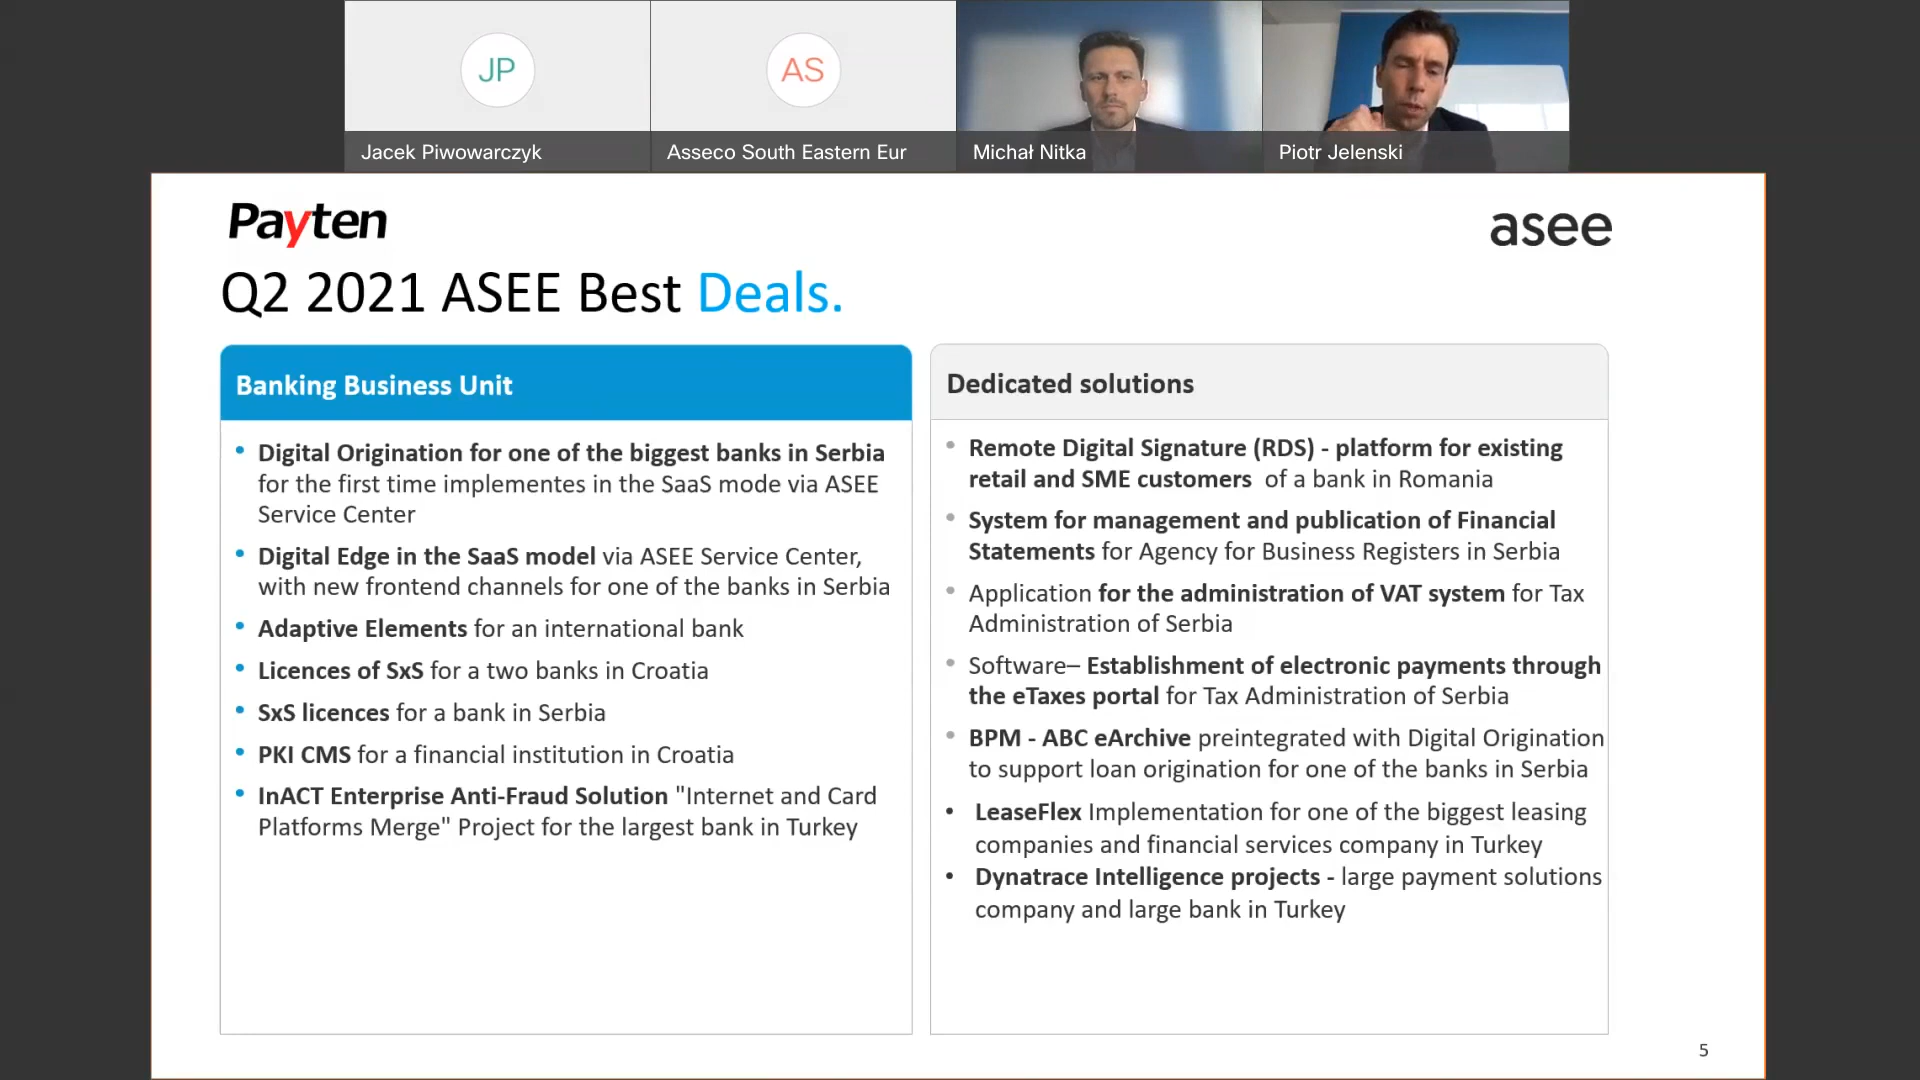 JP
AS
Jacek Piwowarczyk
Asseco South Eastern Eur
Michał Nitka
Piotr Jelenski
Payten
asee
Q2 2021 ASEE Best Deals.
Banking Business Unit
• Digital Origination for one of the biggest banks in Serbia
for the first time implementes in the SaaS mode via ASEE
Service Center
• Digital Edge in the SaaS model via ASEE Service Center,
with new frontend channels for one of the banks in Serbia
• Adaptive Elements for an international bank
• Licences of SxS for a two banks in Croatia
• SxS licences for a bank in Serbia
• PKI CMS for a financial institution in Croatia
• InACT Enterprise Anti-Fraud Solution "Internet and Card
Platforms Merge" Project for the largest bank in Turkey
Dedicated solutions
• Remote Digital Signature (RDS) - platform for existing
retail and SME customers of a bank in Romania
• System for management and publication of Financial
Statements for Agency for Business Registers in Serbia
• Application for the administration of VAT system for Tax
Administration of Serbia
• Software– Establishment of electronic payments through
the eTaxes portal for Tax Administration of Serbia
• BPM - ABC eArchive preintegrated with Digital Origination
to support loan origination for one of the banks in Serbia
• LeaseFlex Implementation for one of the biggest leasing
companies and financial services company in Turkey
• Dynatrace Intelligence projects - large payment solutions
company and large bank in Turkey
5